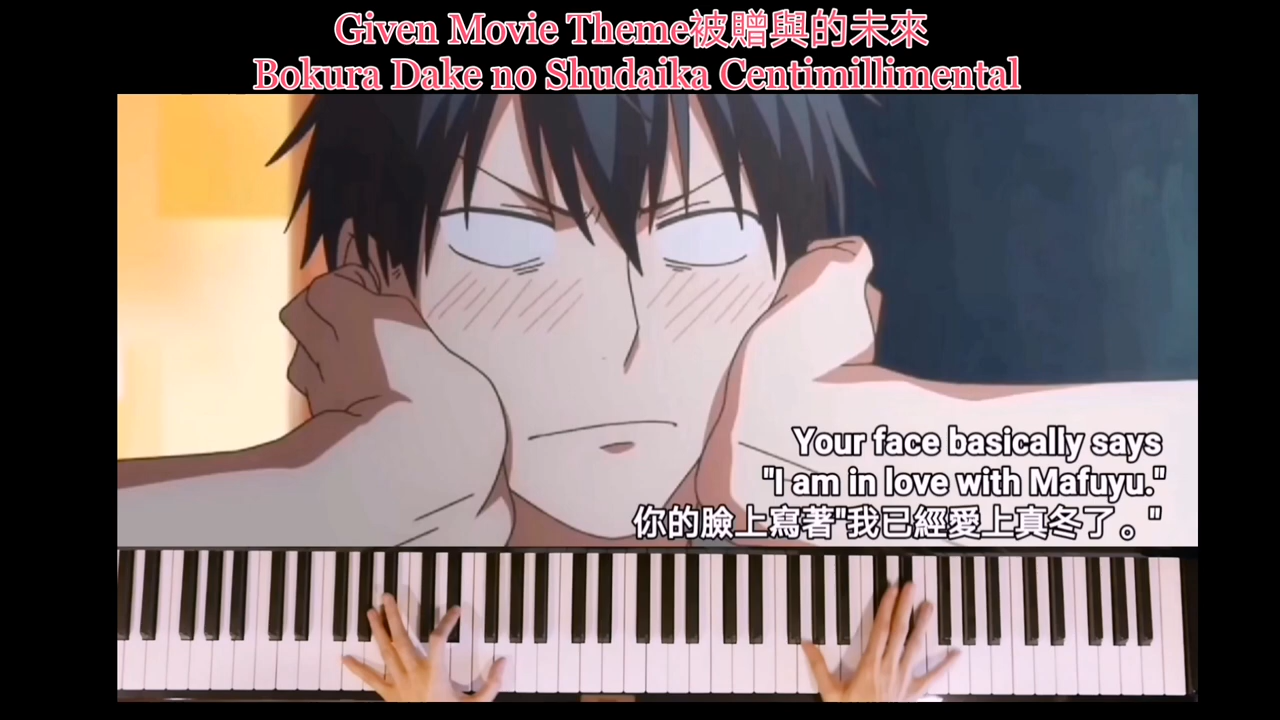 Given Movie Theme被贈與的未來
Bokura Dake no Shudaika Centimillimental
Your face basically says
"I am in love with Mafuyu."
你的臉上寫著"我已經愛上真冬了。"